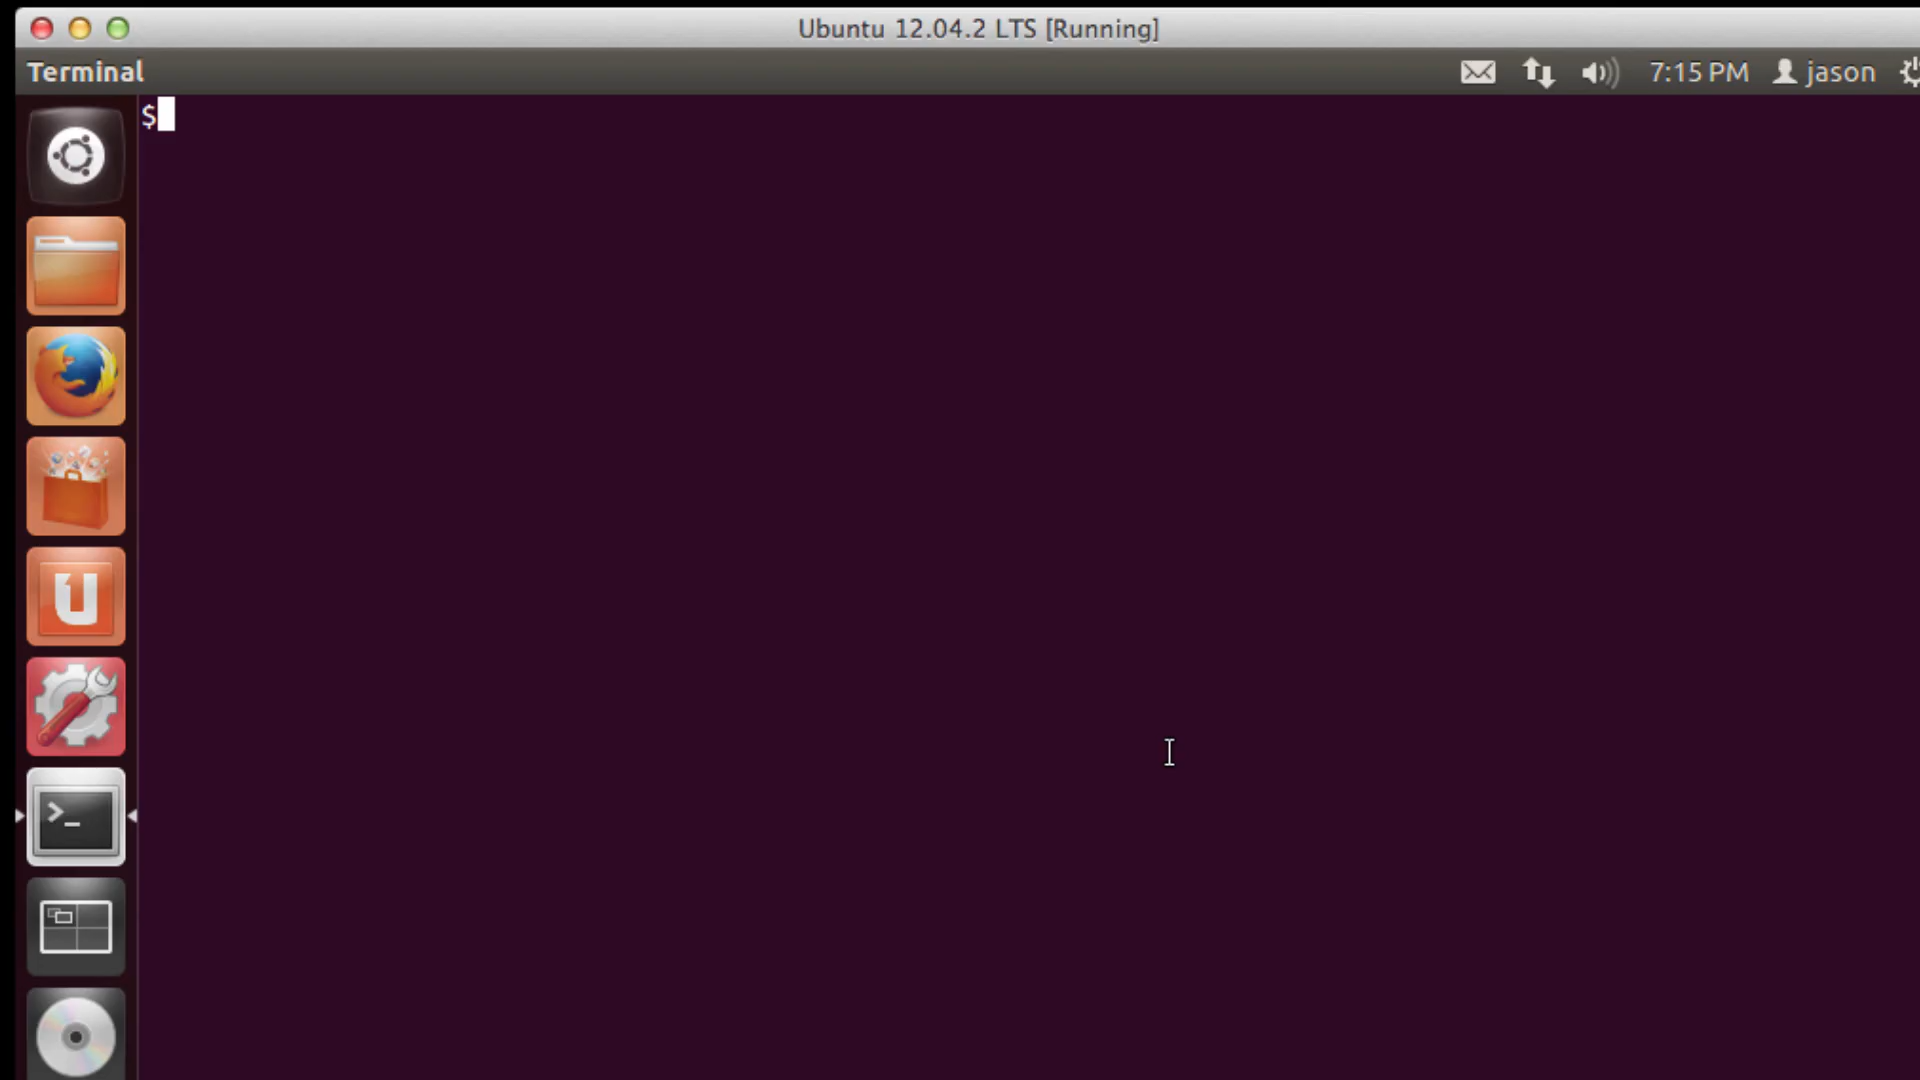 Ubuntu 12.04.2 LTS [Running]
Terminal
7:15 PM
jason
$
U
>_